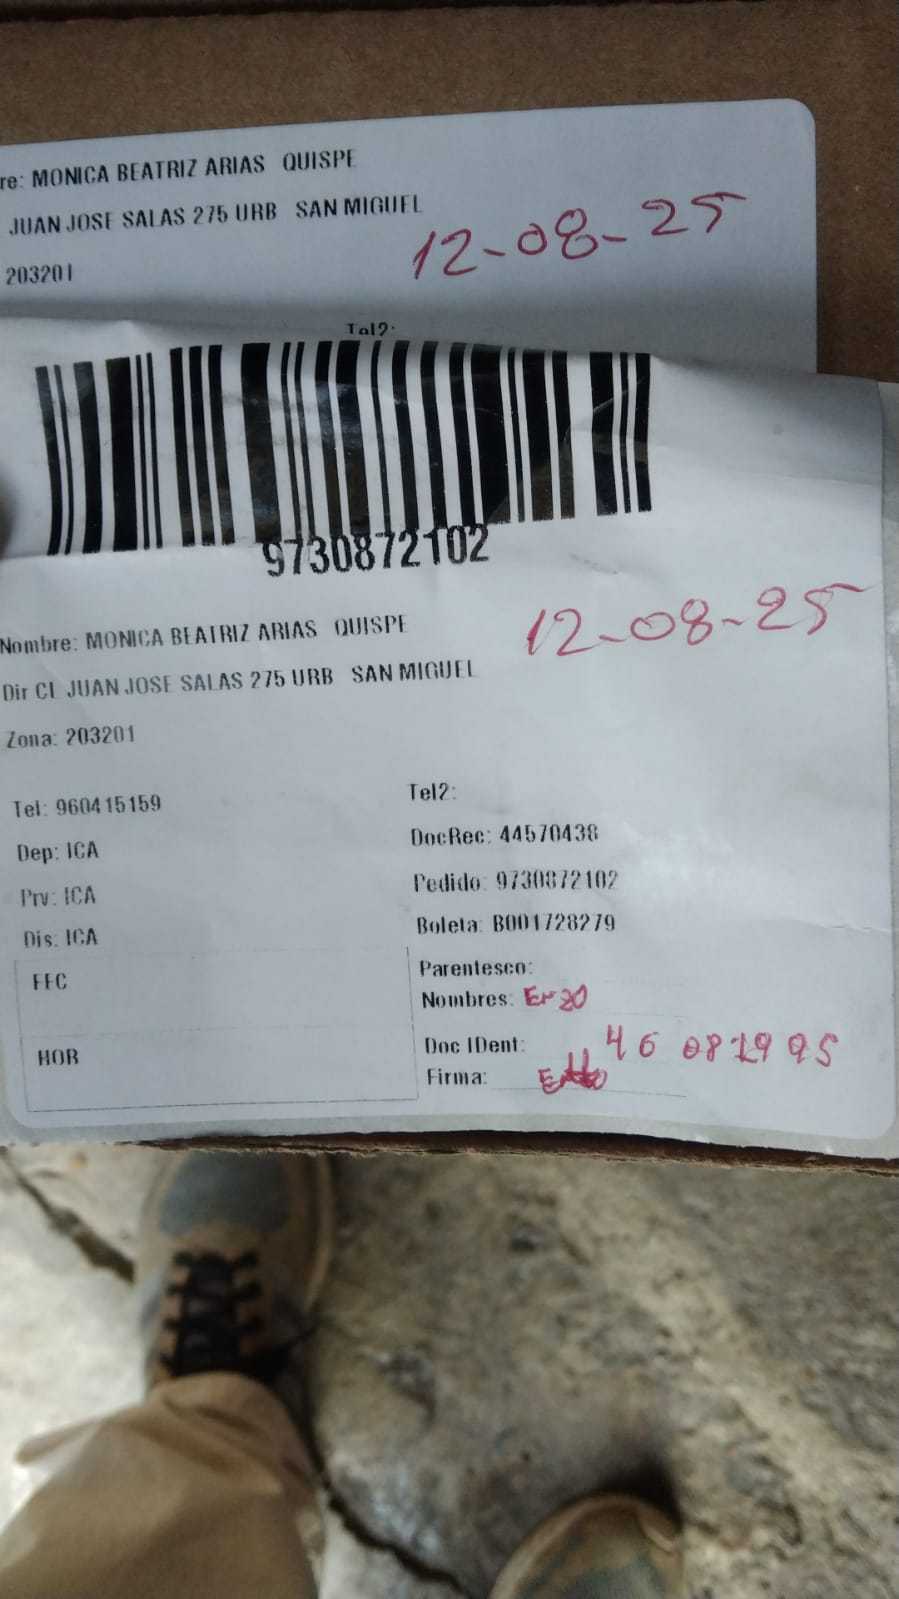 re: MONICA BEATRIZ ARIAS QUISPE
JUAN JOSE SALAS 275 URB SAN MIGUEL
12-08-25
203201
Tel2:
9730872102
Nombre: MONICA BEATRIZ ARIAS QUISPE
12-08-25
Dir CL JUAN JOSE SALAS 275 URB SAN MIGUEL
Zona: 203201
Tel: 960415159
Dep: ICA
Prv: ICA
Dis: ICA
FEC
HOR
Tel2:
DocRec: 44570438
Pedido: 9730872102
Boleta: B001728279
Parentesco:
Nombres: Enzo
Doc IDent:
Firma: